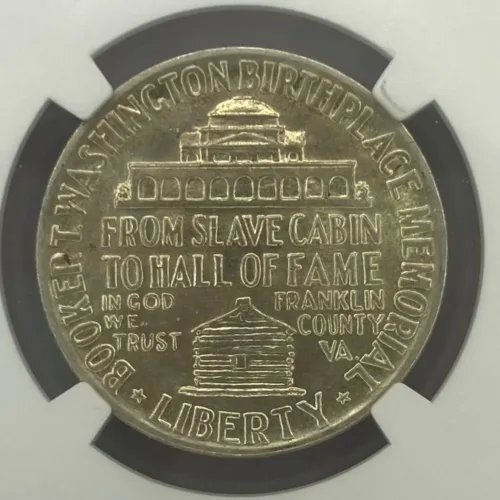 BOOKER T. WASHINGTON BIRTHPLACE MEMORIAL
FROM SLAVE CABIN
TO HALL OF FAME
IN GOD
WE
TRUST
FRANKLIN
COUNTY
VA.
LIBERTY